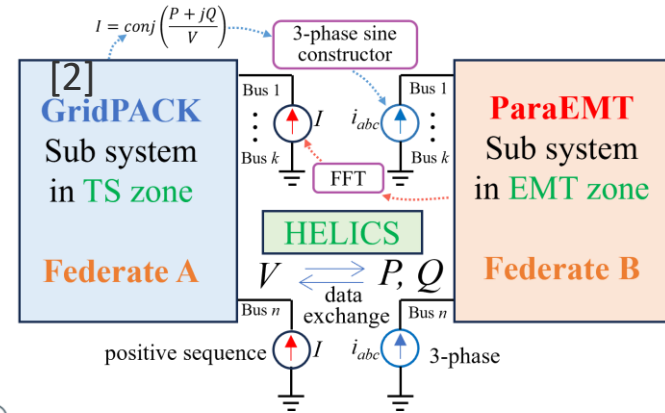 I = conj(P + jQ / V)
3-phase sine
constructor
[2]
GridPACK
Sub system
in TS zone
Federate A
Bus 1
I
Bus k
FFT
Bus 1
i_abc
Bus k
ParaEMT
Sub system
in EMT zone
Federate B
HELICS
V
P, Q
data
exchange
Bus n
positive sequence
I
Bus n
i_abc
3-phase